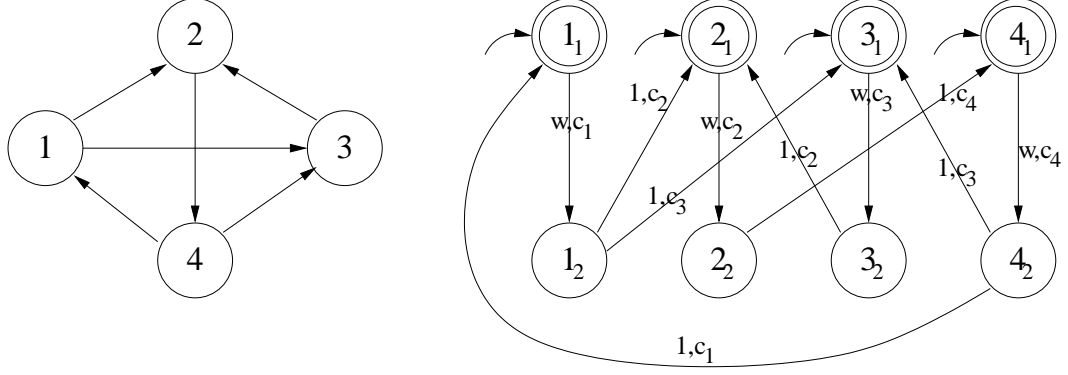 2
1
3
4
1₁ 2₁ 3₁ 4₁
1,c₂ w,c₃ 1,c₄
w,c₁ w,c₂
1,c₂ w,c₄
1,c₃ 1,c₃
1₂ 2₂ 3₂ 4₂
1,c₁